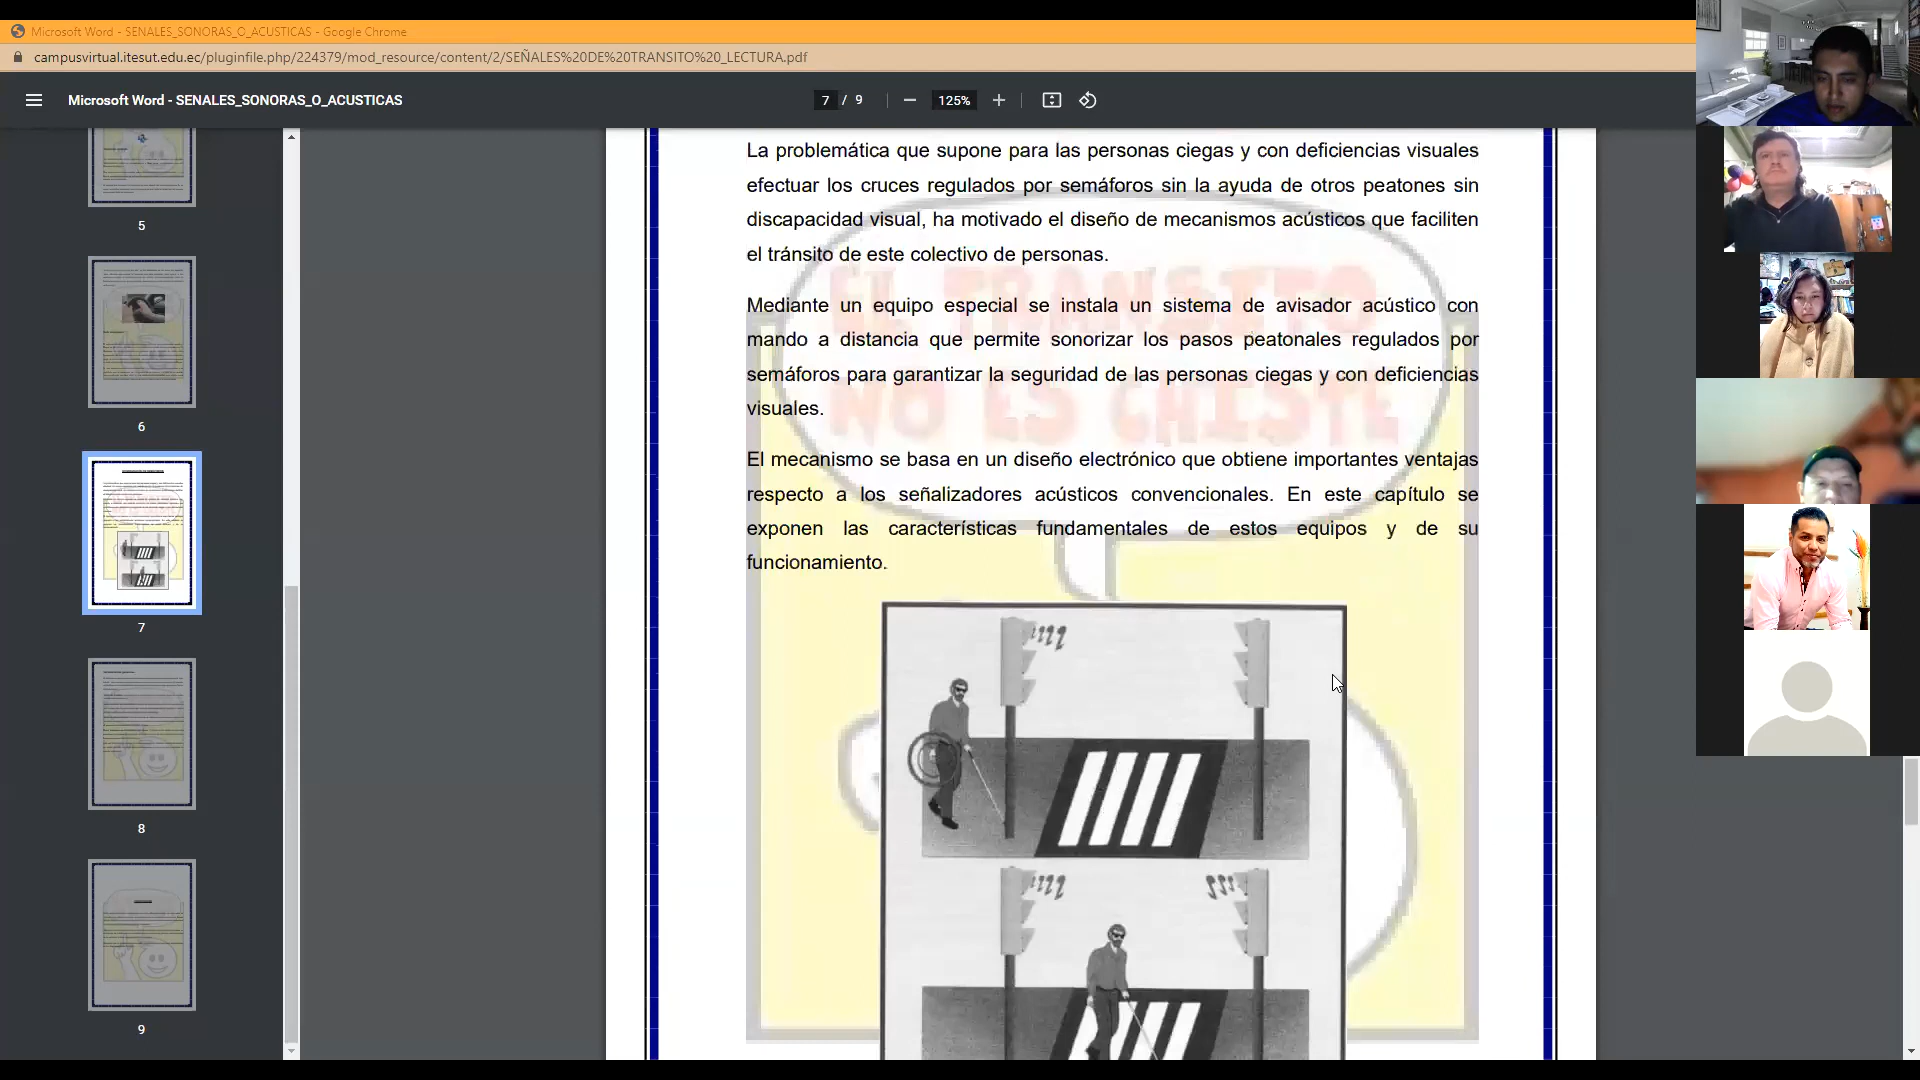 Microsoft Word - SENALES_SONORAS_O_ACUSTICAS - Google Chrome
campusvirtual.itesut.edu.ec/pluginfile.php/224379/mod_resource/content/2/SEÑALES%20DE%20TRANSITO%20_LECTURA.pdf
Microsoft Word - SENALES_SONORAS_O_ACUSTICAS
7 / 9
125%
5
6
7
8
9
La problemática que supone para las personas ciegas y con deficiencias visuales
efectuar los cruces regulados por semáforos sin la ayuda de otros peatones sin
discapacidad visual, ha motivado el diseño de mecanismos acústicos que faciliten
el tránsito de este colectivo de personas.
Mediante un equipo especial se instala un sistema de avisador acústico con
mando a distancia que permite sonorizar los pasos peatonales regulados por
semáforos para garantizar la seguridad de las personas ciegas y con deficiencias
visuales.
El mecanismo se basa en un diseño electrónico que obtiene importantes ventajas
respecto a los señalizadores acústicos convencionales. En este capítulo se
exponen las características fundamentales de estos equipos y de su
funcionamiento.
EL TRANSITO
NO ES CHISTE